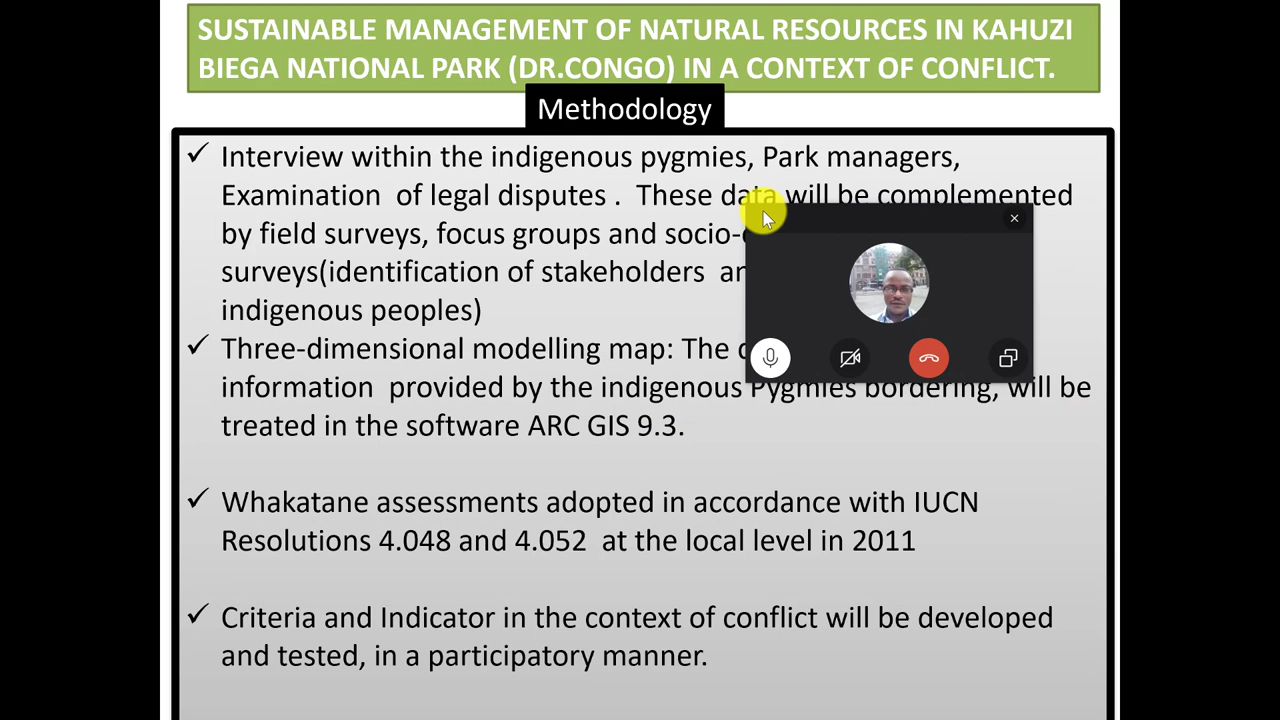 SUSTAINABLE MANAGEMENT OF NATURAL RESOURCES IN KAHUZI
BIEGA NATIONAL PARK (DR.CONGO) IN A CONTEXT OF CONFLICT.
Methodology
✓ Interview within the indigenous pygmies, Park managers,
Examination of legal disputes . These data will be complemented
by field surveys, focus groups and
surveys(identification of stakeholders
indigenous peoples)
✓ Three-dimensional modelling map: The
information provided by the indigenous Pygmies bordering, will be
treated in the software ARC GIS 9.3.
✓ Whakatane assessments adopted in accordance with IUCN
Resolutions 4.048 and 4.052 at the local level in 2011
✓ Criteria and Indicator in the context of conflict will be developed
and tested, in a participatory manner.